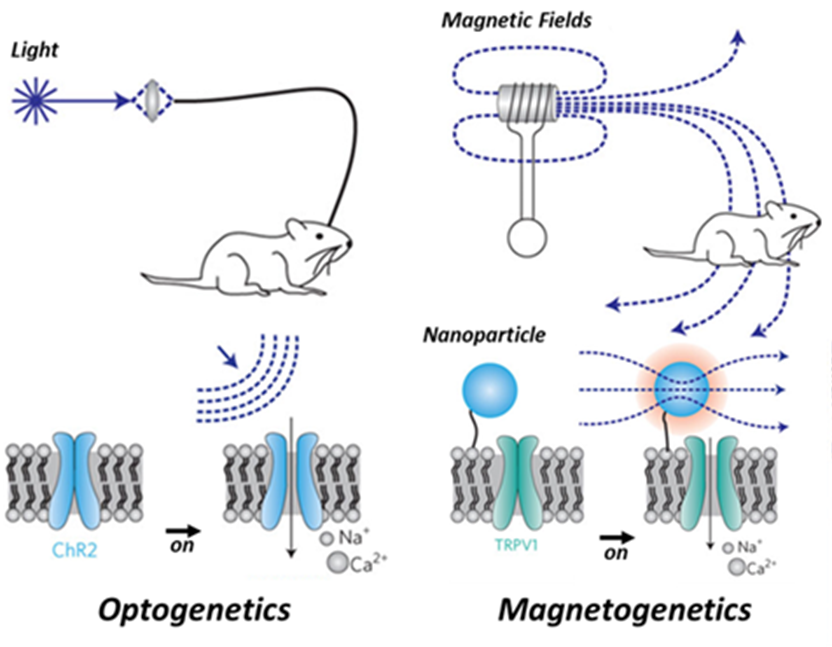 Light
Magnetic Fields
Nanoparticle
ChR2
on
Na⁺
Ca²⁺
TRPV1
on
Na⁺
Ca²⁺
Optogenetics
Magnetogenetics